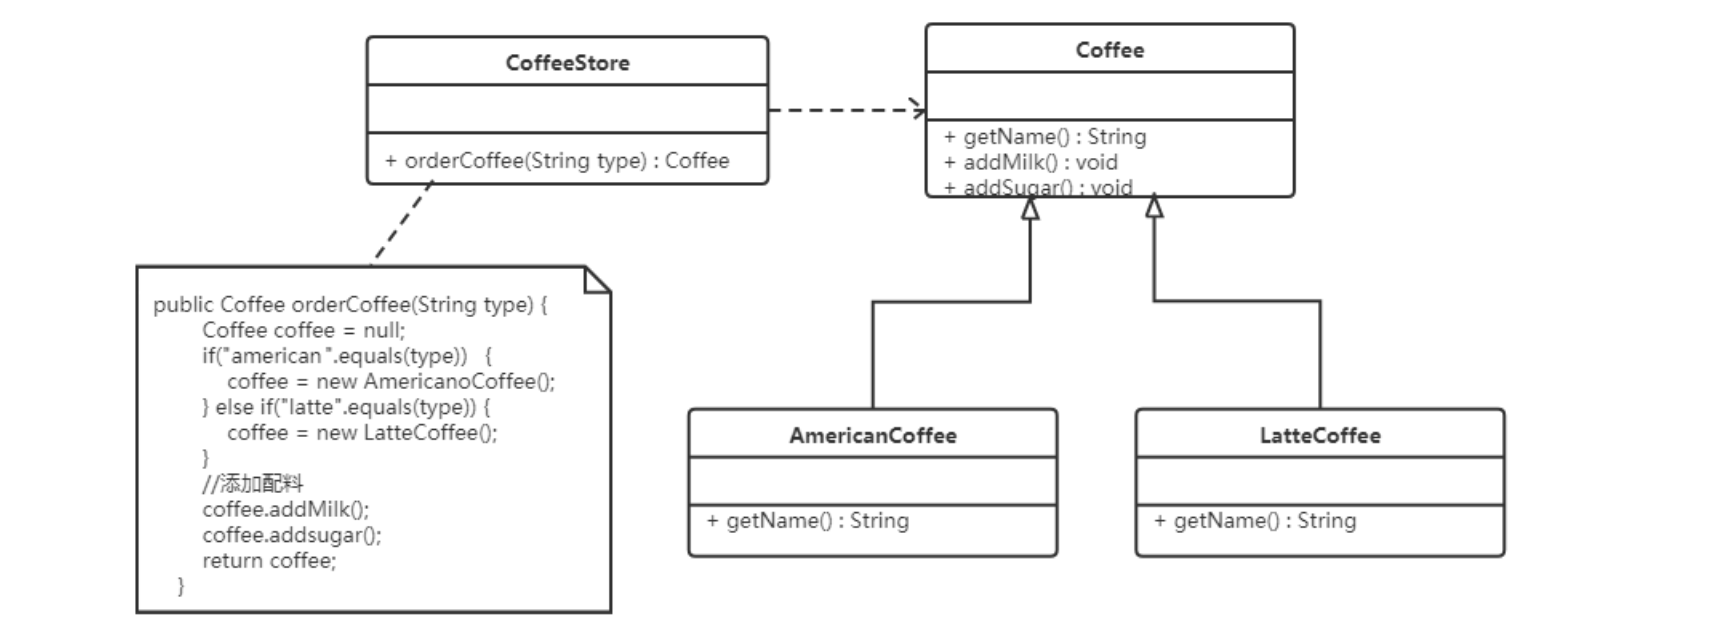 CoffeeStore
+ orderCoffee(String type) : Coffee
Coffee
+ getName() : String
+ addMilk() : void
+ addSugar() : void
public Coffee orderCoffee(String type) {
Coffee coffee = null;
if("american ".equals(type)) {
coffee = new AmericanoCoffee();
} else if("latte".equals(type)) {
coffee = new LatteCoffee();
}
//添加配料
coffee.addMilk();
coffee.addsugar();
return coffee;
}
AmericanCoffee
+ getName() : String
LatteCoffee
+ getName() : String